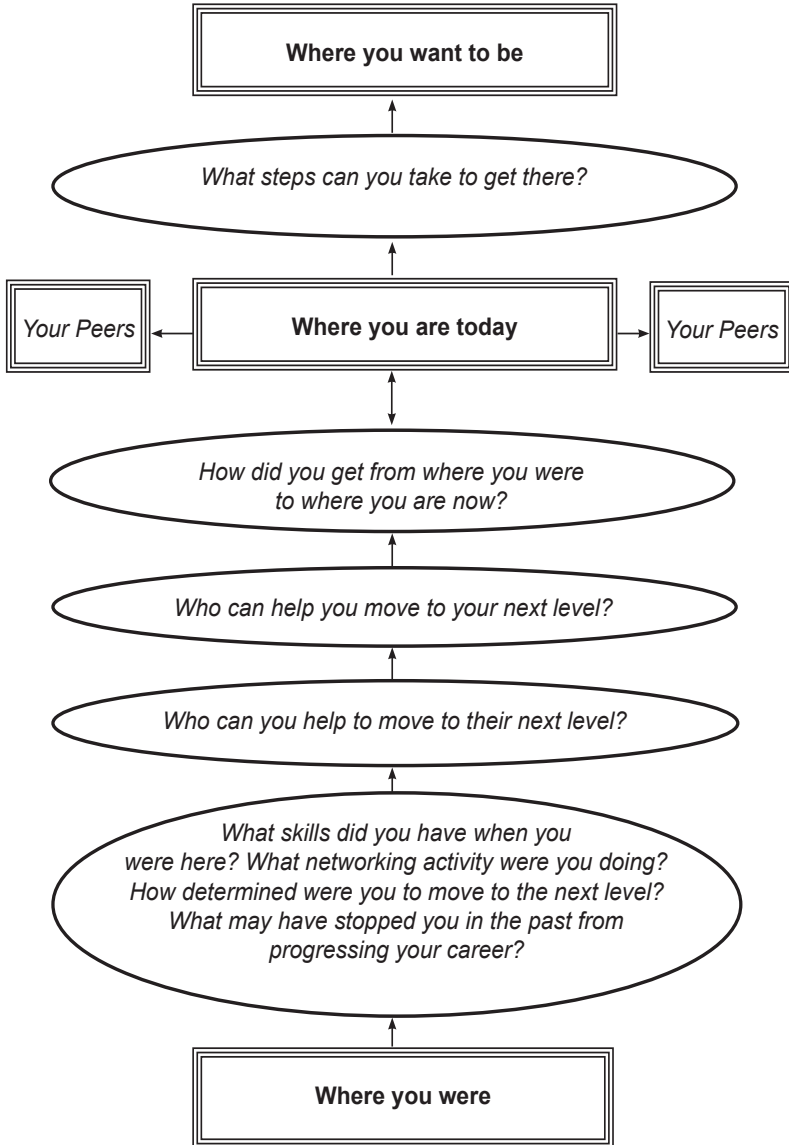 Where you want to be
What steps can you take to get there?
Your Peers
Where you are today
Your Peers
How did you get from where you were
to where you are now?
Who can help you move to your next level?
Who can you help to move to their next level?
What skills did you have when you
were here? What networking activity were you doing?
How determined were you to move to the next level?
What may have stopped you in the past from
progressing your career?
Where you were